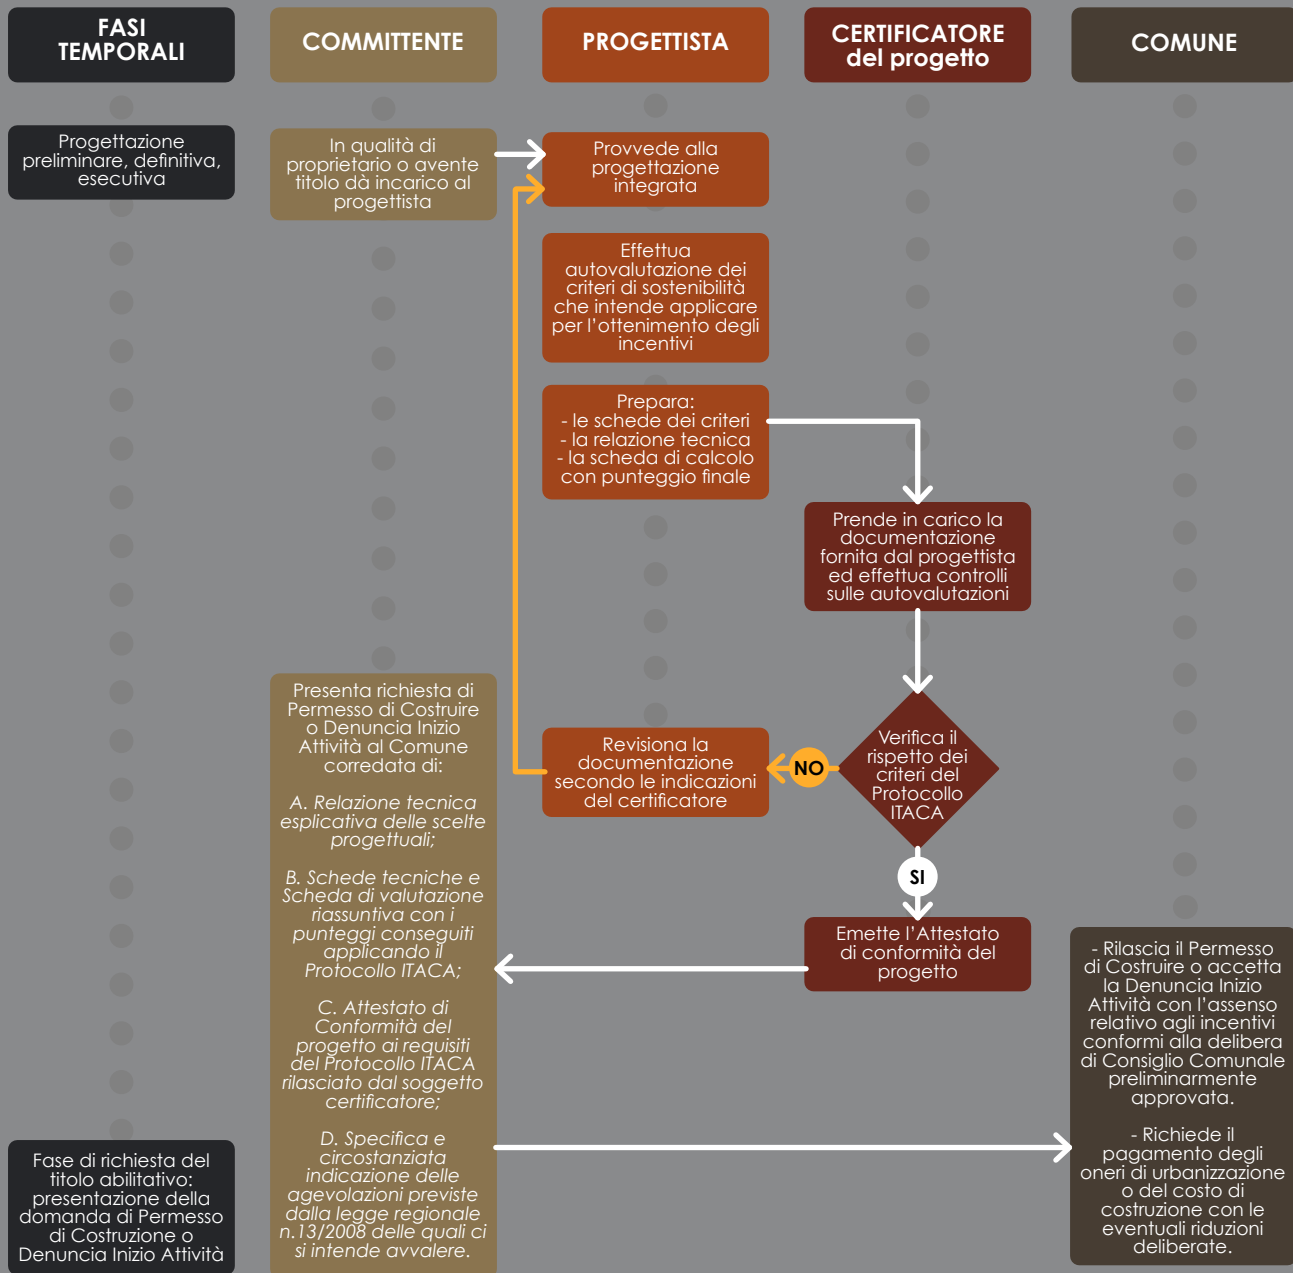 FASI
TEMPORALI
COMMITTENTE
PROGETTISTA
CERTIFICATORE
del progetto
COMUNE
Progettazione
preliminare, definitiva,
esecutiva
In qualità di
proprietario o avente
titolo dà incarico al
progettista
Provvede alla
progettazione
integrata
Effettua
autovalutazione dei
criteri di sostenibilità
che intende applicare
per l’ottenimento degli
incentivi
Prepara:
- le schede dei criteri
- la relazione tecnica
- la scheda di calcolo
con punteggio finale
Prende in carico la
documentazione
fornita dal progettista
ed effettua controlli
sulle autovalutazioni
Verifica il
rispetto dei
criteri del
Protocollo
ITACA
NO
Revisiona la
documentazione
secondo le indicazioni
del certificatore
SI
Emette l’Attestato
di conformità del
progetto
Presenta richiesta di
Permesso di Costruire
o Denuncia Inizio
Attività al Comune
corredata di:
A. Relazione tecnica
esplicativa delle scelte
progettuali;
B. Schede tecniche e
Scheda di valutazione
riassuntiva con i
punteggi conseguiti
applicando il
Protocollo ITACA;
C. Attestato di
Conformità del
progetto ai requisiti
del Protocollo ITACA
rilasciato dal soggetto
certificatore;
D. Specifica e
circostanziata
indicazione delle
agevolazioni previste
dalla legge regionale
n.13/2008 delle quali ci
si intende avvalere.
- Rilascia il Permesso
di Costruire o accetta
la Denuncia Inizio
Attività con l’assenso
relativo agli incentivi
conformi alla delibera
di Consiglio Comunale
preliminarmente
approvata.
- Richiede il
pagamento degli
oneri di urbanizzazione
o del costo di
costruzione con le
eventuali riduzioni
deliberate.
Fase di richiesta del
titolo abilitativo:
presentazione della
domanda di Permesso
di Costruzione o
Denuncia Inizio Attività